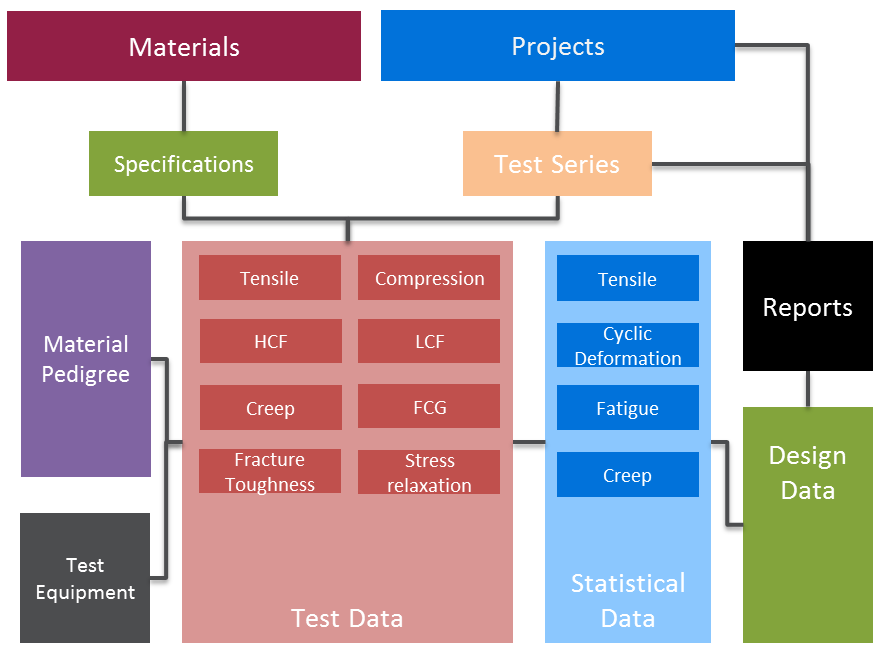 Materials
Projects
Specifications
Test Series
Material
Pedigree
Test
Equipment
Tensile
Compression
HCF
LCF
Creep
FCG
Fracture
Toughness
Stress
relaxation
Test Data
Tensile
Cyclic
Deformation
Fatigue
Creep
Statistical
Data
Reports
Design
Data